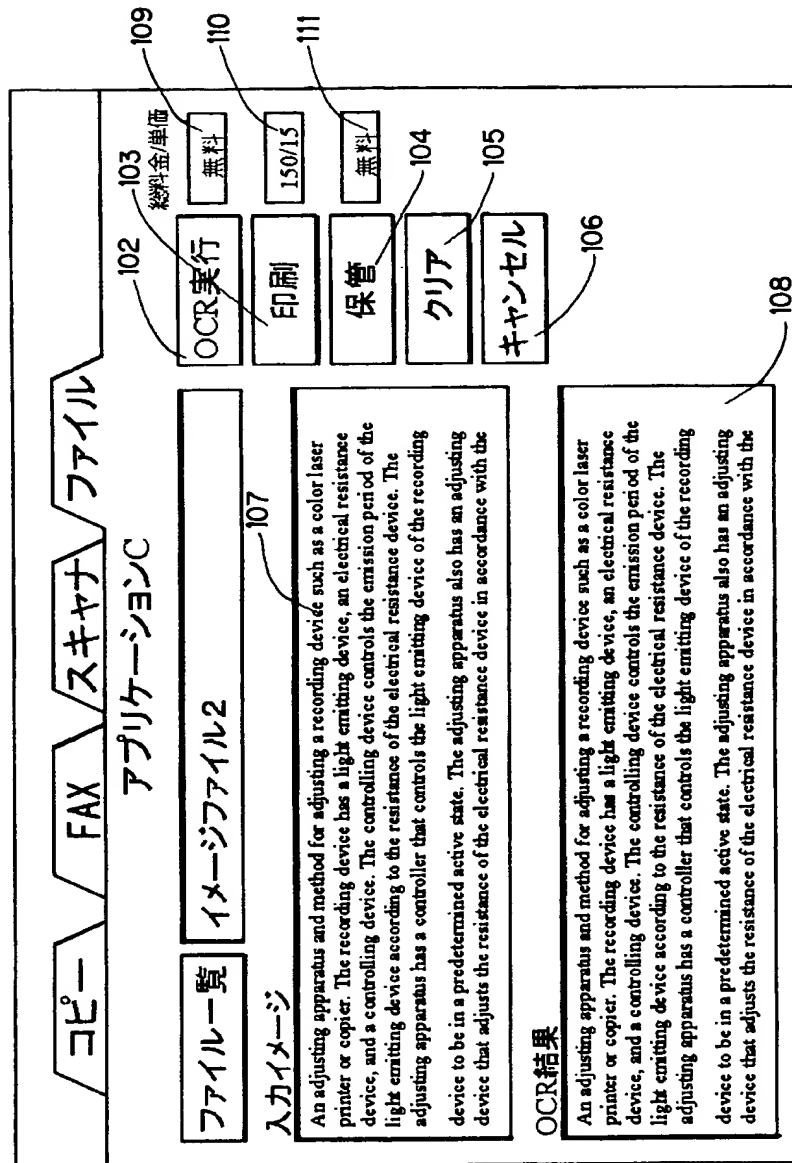 コピー FAX スキャナ ファイル
アプリケーションC
ファイル一覧 イメージファイル2
総料金/単価
OCR実行 無料
印刷 150/15
保管 無料
クリア
キャンセル
入力イメージ
An adjusting apparatus and method for adjusting a recording device such as a color laser
printer or copier. The recording device has a light emitting device, an electrical resistance
device, and a controlling device. The controlling device controls the emission period of the
light emitting device according to the resistance of the electrical resistance device. The
adjusting apparatus has a controller that controls the light emitting device of the recording
device to be in a predetermined active state. The adjusting apparatus also has an adjusting
device that adjusts the resistance of the electrical resistance device in accordance with the
OCR結果
An adjusting apparatus and method for adjusting a recording device such as a color laser
printer or copier. The recording device has a light emitting device, an electrical resistance
device, and a controlling device. The controlling device controls the emission period of the
light emitting device according to the resistance of the electrical resistance device. The
adjusting apparatus has a controller that controls the light emitting device of the recording
device to be in a predetermined active state. The adjusting apparatus also has an adjusting
device that adjusts the resistance of the electrical resistance device in accordance with the
102
103
104
105
106
107
108
109
110
111